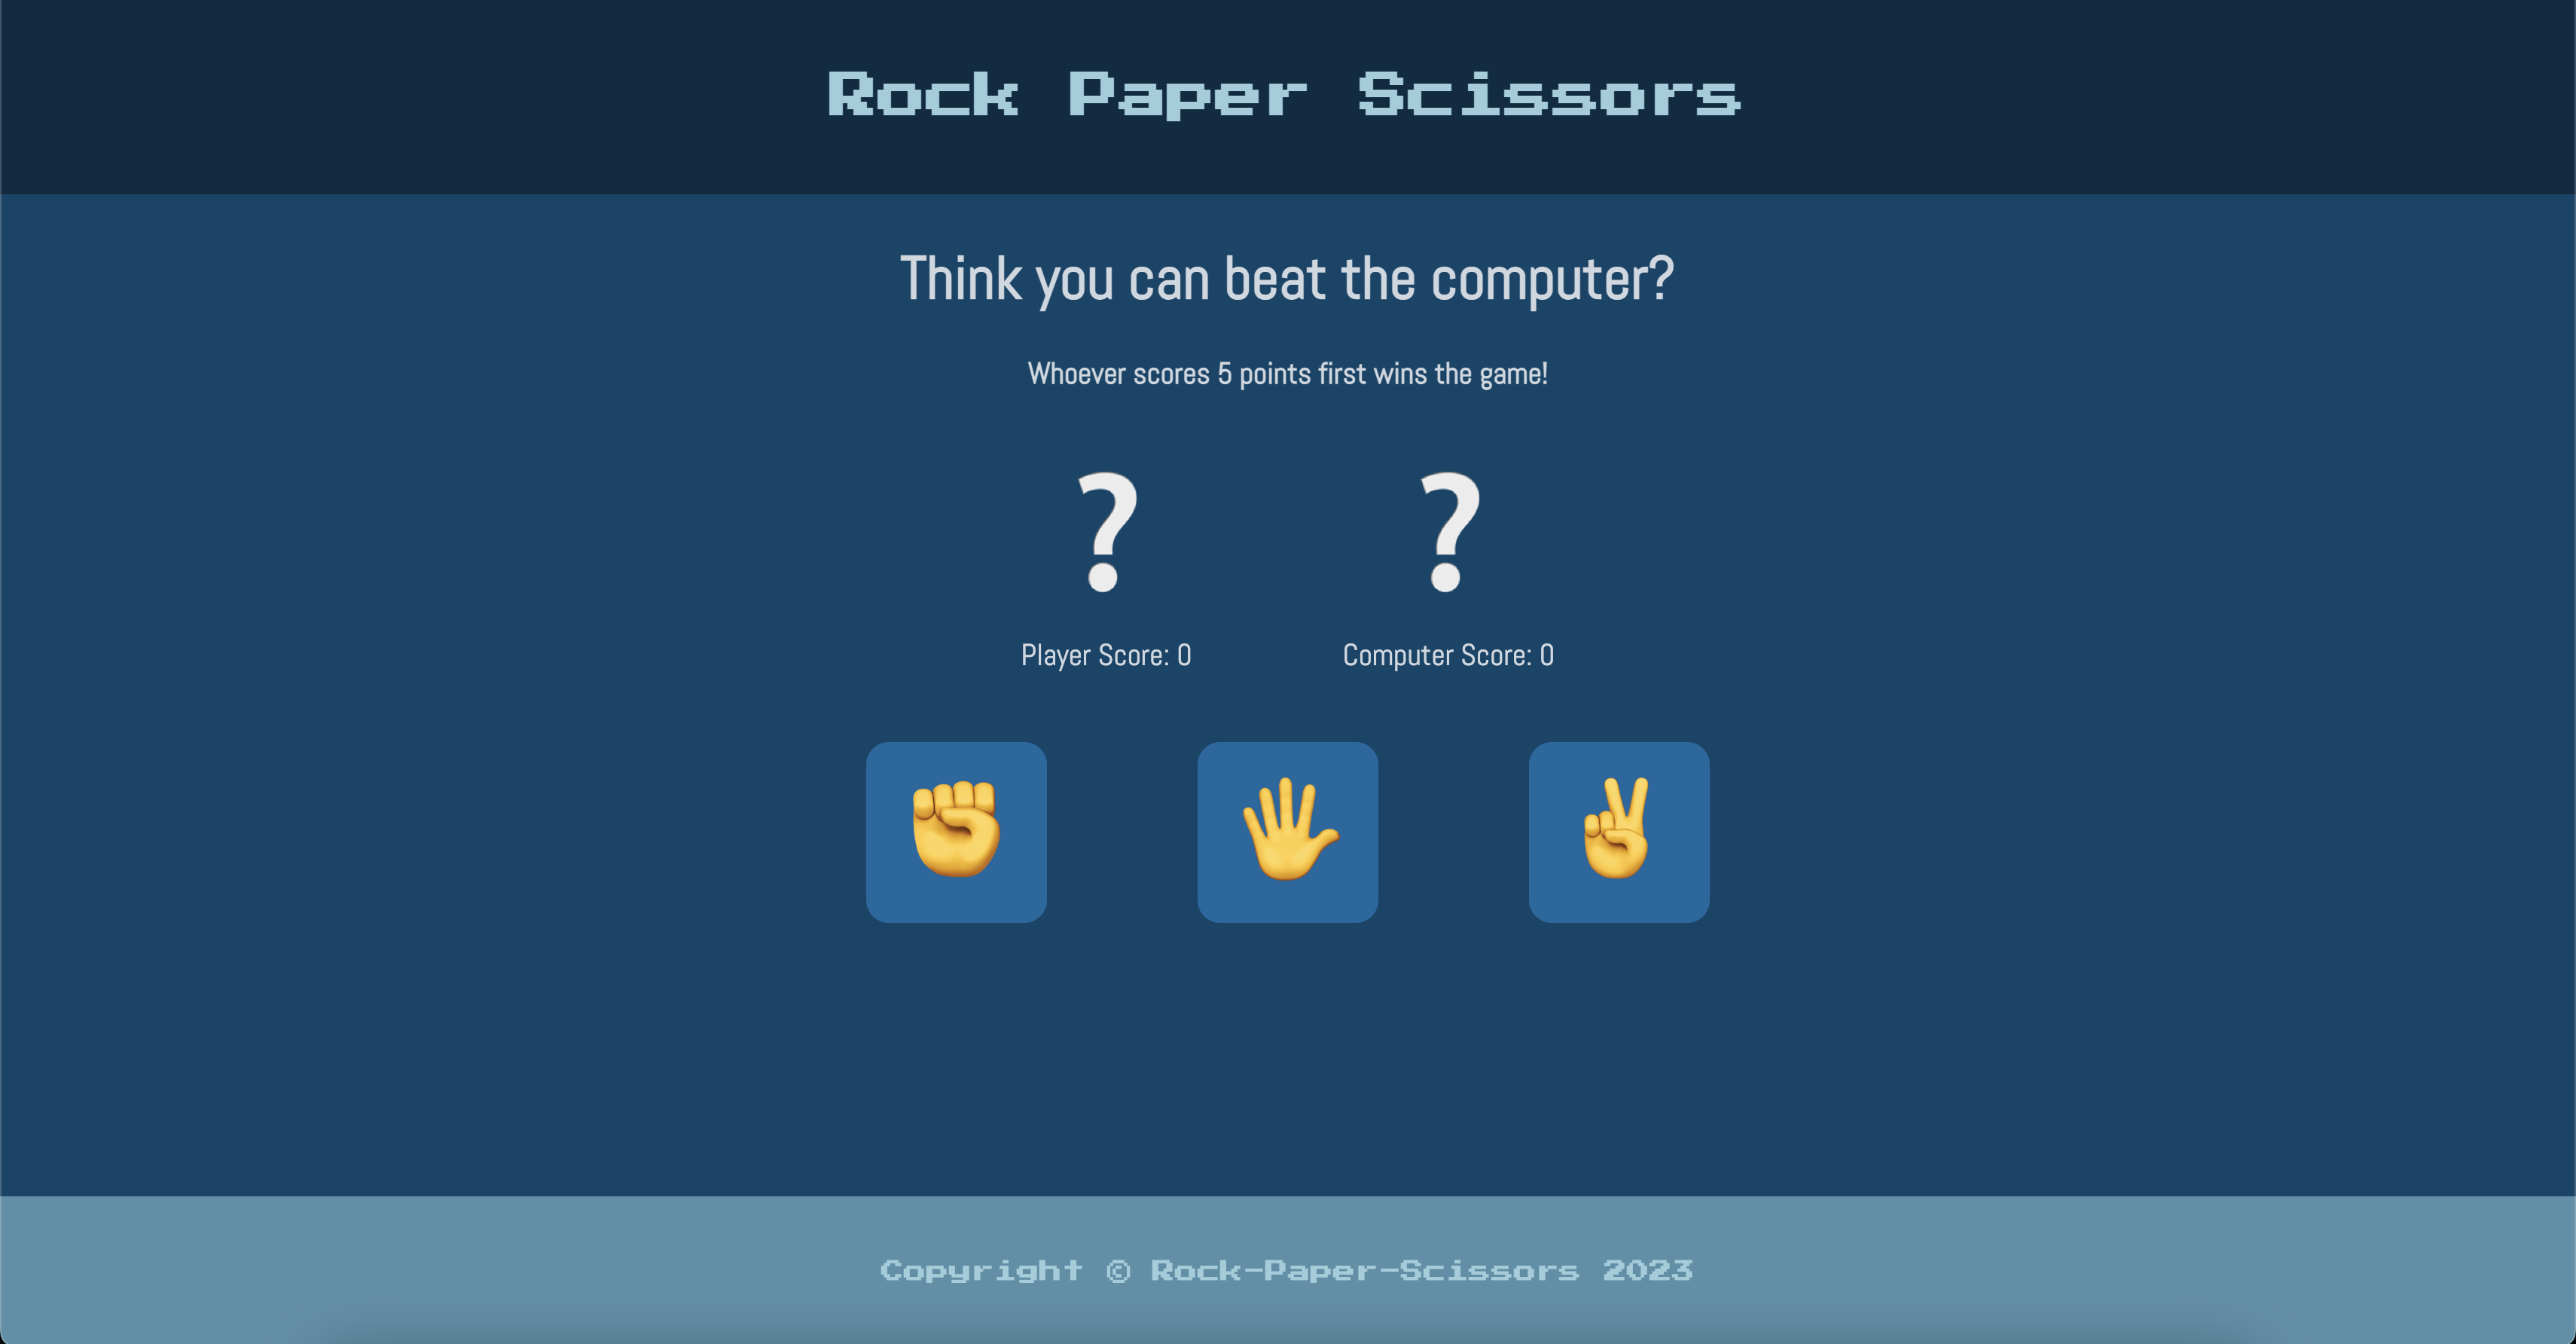 Rock Paper Scissors
Think you can beat the computer?
Whoever scores 5 points first wins the game!
? ?
Player Score: 0 Computer Score: 0
Copyright © Rock-Paper-Scissors 2023